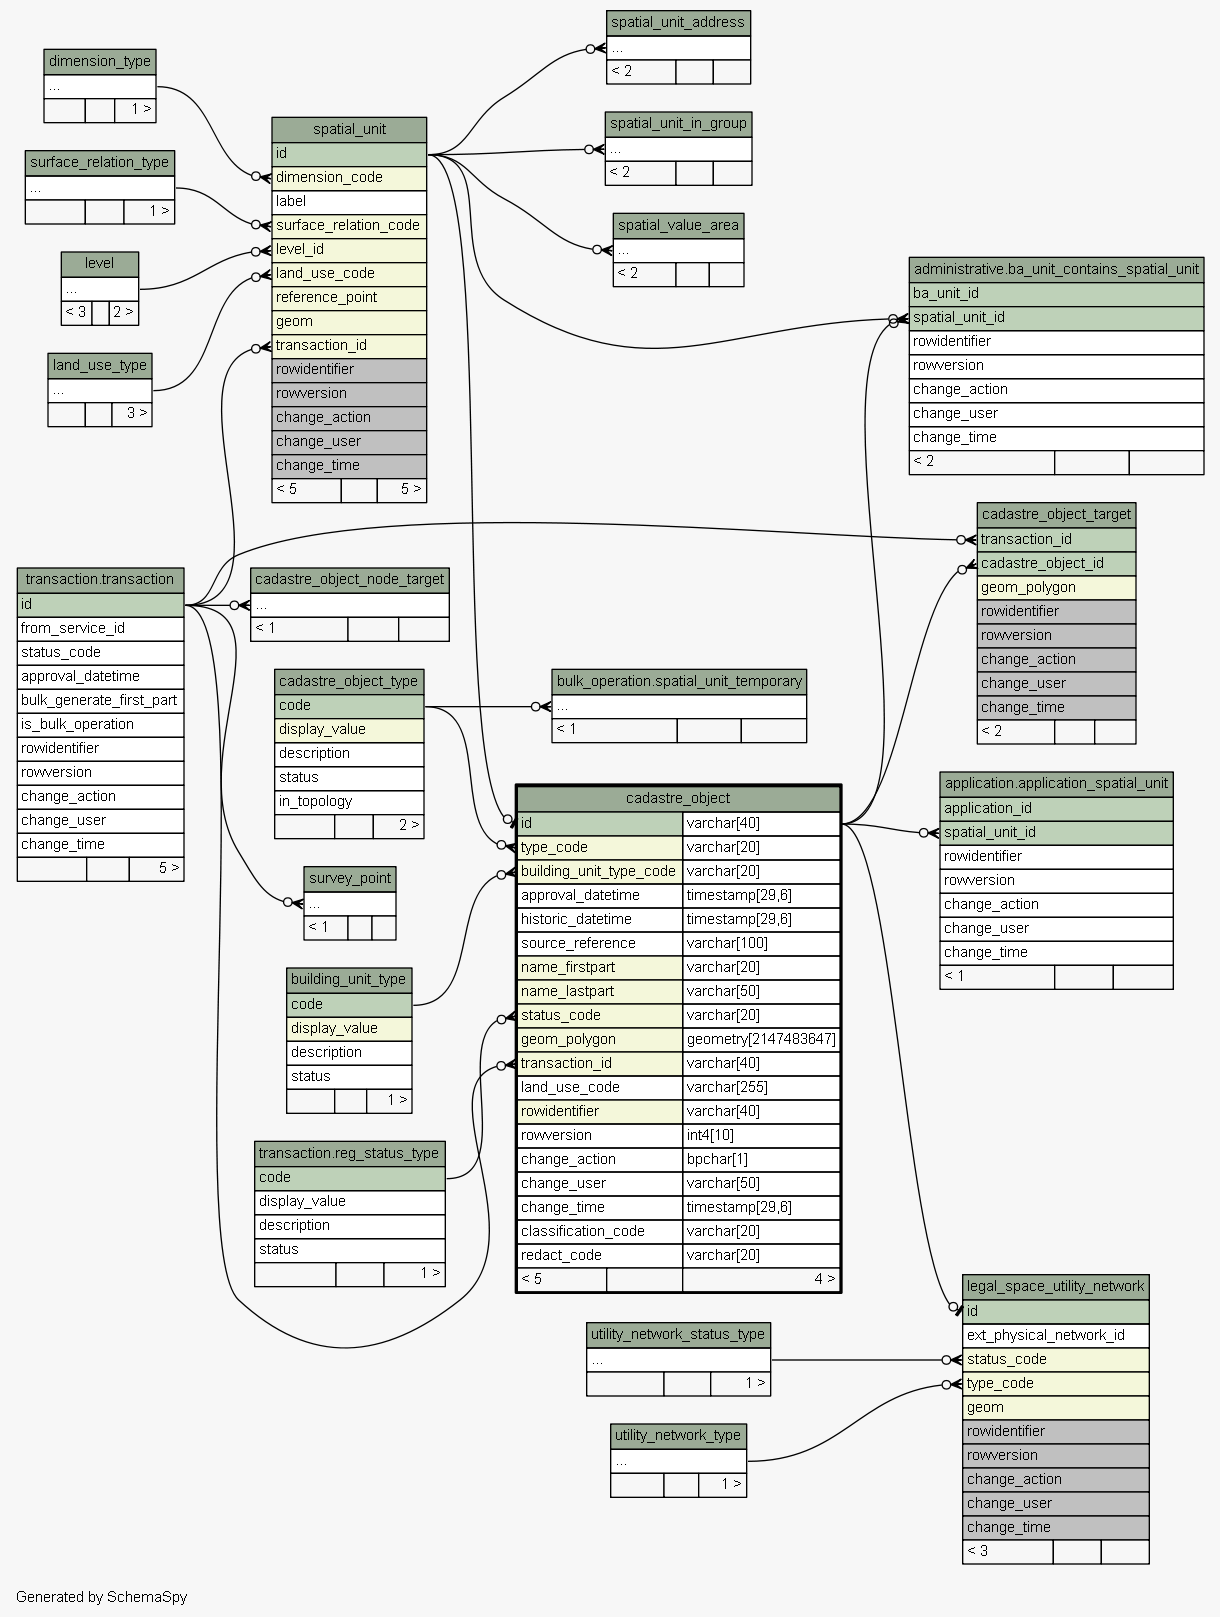 dimension_type
...
1 >
surface_relation_type
...
1 >
level
...
< 3 2 >
land_use_type
...
3 >
spatial_unit
id
dimension_code
label
surface_relation_code
level_id
land_use_code
reference_point
geom
transaction_id
rowidentifier
rowversion
change_action
change_user
change_time
< 5 5 >
spatial_unit_address
...
< 2
spatial_unit_in_group
...
< 2
spatial_value_area
...
< 2
administrative.ba_unit_contains_spatial_unit
ba_unit_id
spatial_unit_id
rowidentifier
rowversion
change_action
change_user
change_time
< 2
cadastre_object_target
transaction_id
cadastre_object_id
geom_polygon
rowidentifier
rowversion
change_action
change_user
change_time
< 2
transaction.transaction
id
from_service_id
status_code
approval_datetime
bulk_generate_first_part
is_bulk_operation
rowidentifier
rowversion
change_action
change_user
change_time
5 >
cadastre_object_node_target
...
< 1
cadastre_object_type
code
display_value
description
status
in_topology
2 >
bulk_operation.spatial_unit_temporary
...
< 1
survey_point
...
< 1
building_unit_type
code
display_value
description
status
1 >
transaction.reg_status_type
code
display_value
description
status
1 >
cadastre_object
id varchar[40]
type_code varchar[20]
building_unit_type_code varchar[20]
approval_datetime timestamp[29,6]
historic_datetime timestamp[29,6]
source_reference varchar[100]
name_firstpart varchar[20]
name_lastpart varchar[50]
status_code varchar[20]
geom_polygon geometry[2147483647]
transaction_id varchar[40]
land_use_code varchar[255]
rowidentifier varchar[40]
rowversion int4[10]
change_action bpchar[1]
change_user varchar[50]
change_time timestamp[29,6]
classification_code varchar[20]
redact_code varchar[20]
< 5 4 >
application.application_spatial_unit
application_id
spatial_unit_id
rowidentifier
rowversion
change_action
change_user
change_time
< 1
legal_space_utility_network
id
ext_physical_network_id
status_code
type_code
geom
rowidentifier
rowversion
change_action
change_user
change_time
< 3
utility_network_status_type
...
1 >
utility_network_type
...
1 >
Generated by SchemaSpy